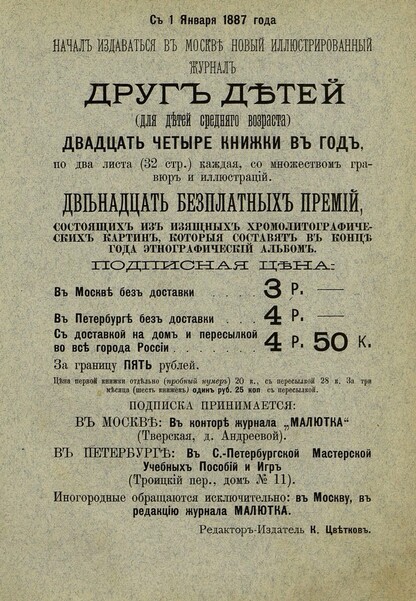 Съ 1 Января 1887 года
НАЧАЛЪ ИЗДАВАТЬСЯ ВЪ МОСКВѢ НОВЫЙ ИЛЛЮСТРИРОВАННЫЙ
ЖУРНАЛЪ
ДРУГЪ ДѢТЕЙ
(для дѣтей средняго возраста)
ДВАДЦАТЬ ЧЕТЫРЕ КНИЖКИ ВЪ ГОДЪ,
по два листа (32 стр.) каждая, со множествомъ гра-
вюръ и иллюстрацій.
ДВѢНАДЦАТЬ БЕЗПЛАТНЫХЪ ПРЕМІЙ,
СОСТОЯЩИХЪ ИЗЪ ИЗЯЩНЫХЪ ХРОМОЛИТОГРАФИЧЕ-
СКИХЪ КАРТИНЪ, КОТОРЫЯ СОСТАВЯТЪ ВЪ КОНЦѢ
ГОДА ЭТНОГРАФИЧЕСКІЙ АЛЬБОМЪ.
ПОДПИСНАЯ ЦѢНА:
Въ Москвѣ безъ доставки . . . . . . 3 Р. —
Въ Петербургѣ безъ доставки . . . . 4 Р. —
Съ доставкой на домъ и пересылкой
во всѣ города Россіи . . . . . . 4 Р. 50 К.
За границу ПЯТЬ рублей.
Цѣна первой книжки отдѣльно (пробный нумеръ) 20 к., съ пересылкой 28 к. За три
мѣсяца (шесть книжекъ) одинъ руб. 25 коп съ пересылкой.
ПОДПИСКА ПРИНИМАЕТСЯ:
ВЪ МОСКВѢ: Въ конторѣ журнала „МАЛЮТКА“
(Тверская, д. Андреевой).
ВЪ ПЕТЕРБУРГѢ: Въ С.-Петербургской Мастерской
Учебныхъ Пособій и Игръ
(Троицкій пер., домъ № 11).
Иногородные обращаются исключительно: въ Москву, въ
редакцію журнала МАЛЮТКА.
Редакторъ-Издатель К. Цвѣтковъ.